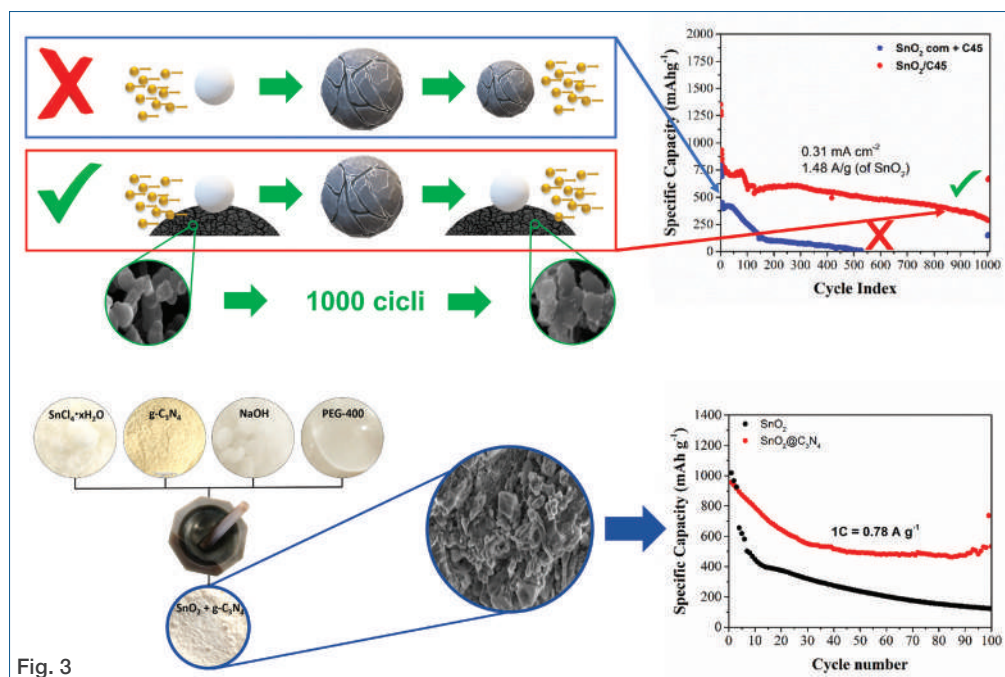 2000
1750
1500
1250
1000
750
500
250
0
Specific Capacity (mAhg⁻¹)
SnO₂ com + C45
SnO₂/C45
0.31 mA cm⁻²
1.48 A/g (of SnO₂)
0 100 200 300 400 500 600 700 800 900 1000
Cycle Index
1000 cicli
SnCl₄·xH₂O
g-C₃N₄
NaOH
PEG-400
SnO₂ + g-C₃N₄
1400
1200
1000
800
600
400
200
Specific Capacity (mAh g⁻¹)
SnO₂
SnO₂@C₃N₄
1C = 0.78 A g⁻¹
0 10 20 30 40 50 60 70 80 90 100
Cycle number
Fig. 3